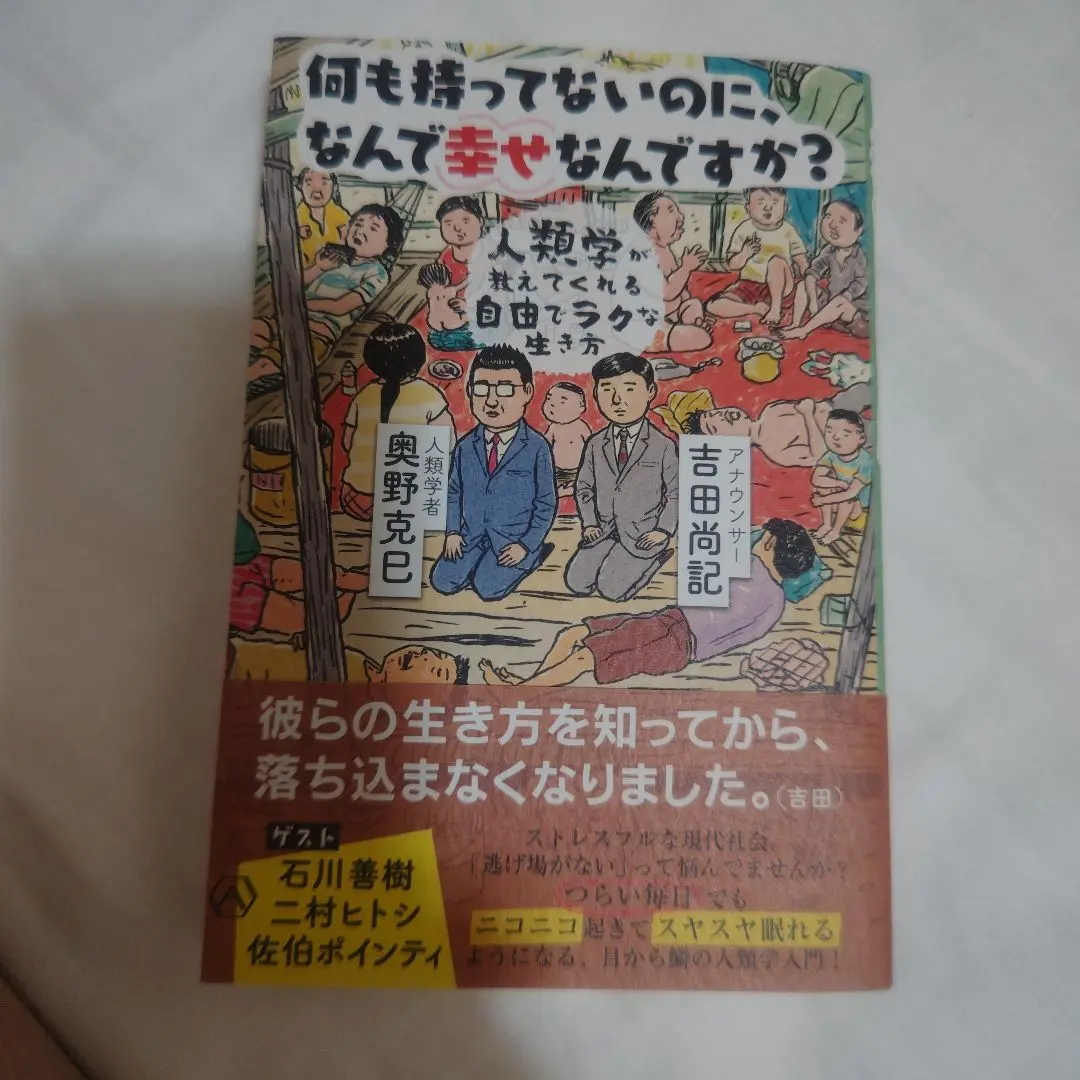 何も持ってないのに、
なんで幸せなんですか?
人類学が
教えてくれる
自由でラクな
生き方
人類学者
奥野克巳
アナウンサー
吉田尚記
彼らの生き方を知ってから、
落ち込まなくなりました。(吉田)
ゲスト
石川善樹
二村ヒトシ
佐伯ポインティ
ストレスフルな現代社会、
「逃げ場がない」って悩んでませんか?
つらい毎日でも
ニコニコ起きてスヤスヤ眠れる
ようになる、目から鱗の人類学入門!